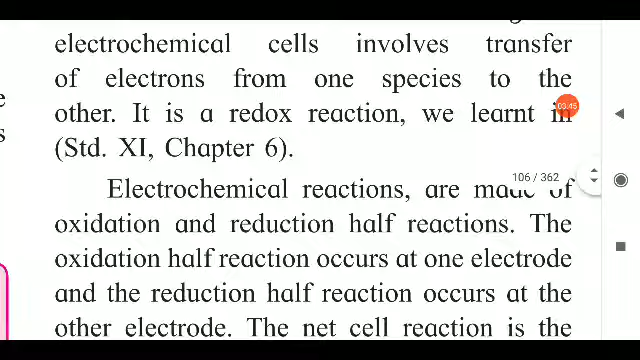 electrochemical cells involves transfer
of electrons from one species to the
other. It is a redox reaction, we learnt in
03:45
(Std. XI, Chapter 6).
106 / 362
Electrochemical reactions, are made of
oxidation and reduction half reactions. The
oxidation half reaction occurs at one electrode
and the reduction half reaction occurs at the
other electrode. The net cell reaction is the